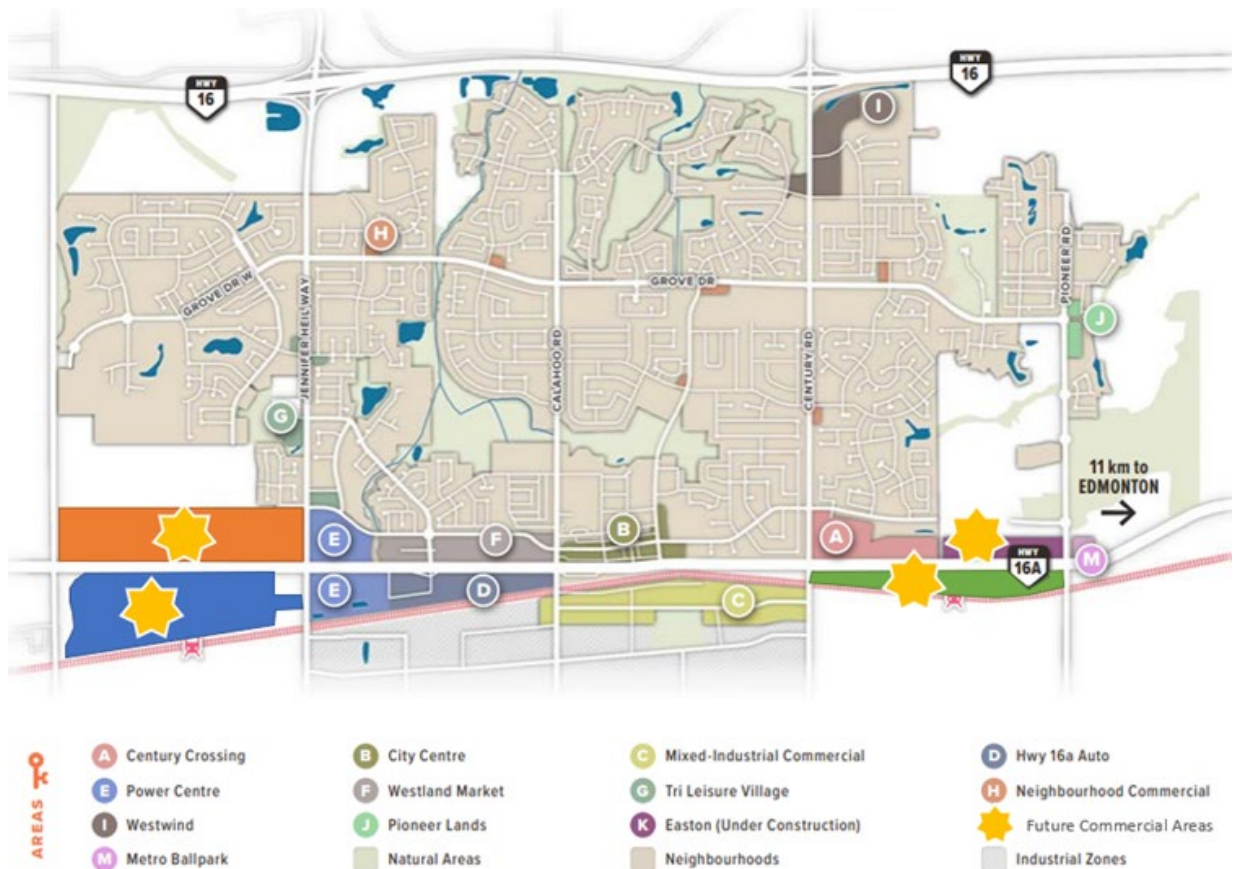 HWY
16
HWY
16
I
H
GROVE DR W
GROVE DR
JENNIFER HEIL WAY
CALAHOO RD
CENTURY RD
PIONEER RD
J
G
11 km to
EDMONTON
E
F
B
A
M
HWY
16A
E
D
C
AREAS
A Century Crossing
B City Centre
C Mixed-Industrial Commercial
D Hwy 16a Auto
E Power Centre
F Westland Market
G Tri Leisure Village
H Neighbourhood Commercial
I Westwind
J Pioneer Lands
K Easton (Under Construction)
Future Commercial Areas
M Metro Ballpark
Natural Areas
Neighbourhoods
Industrial Zones